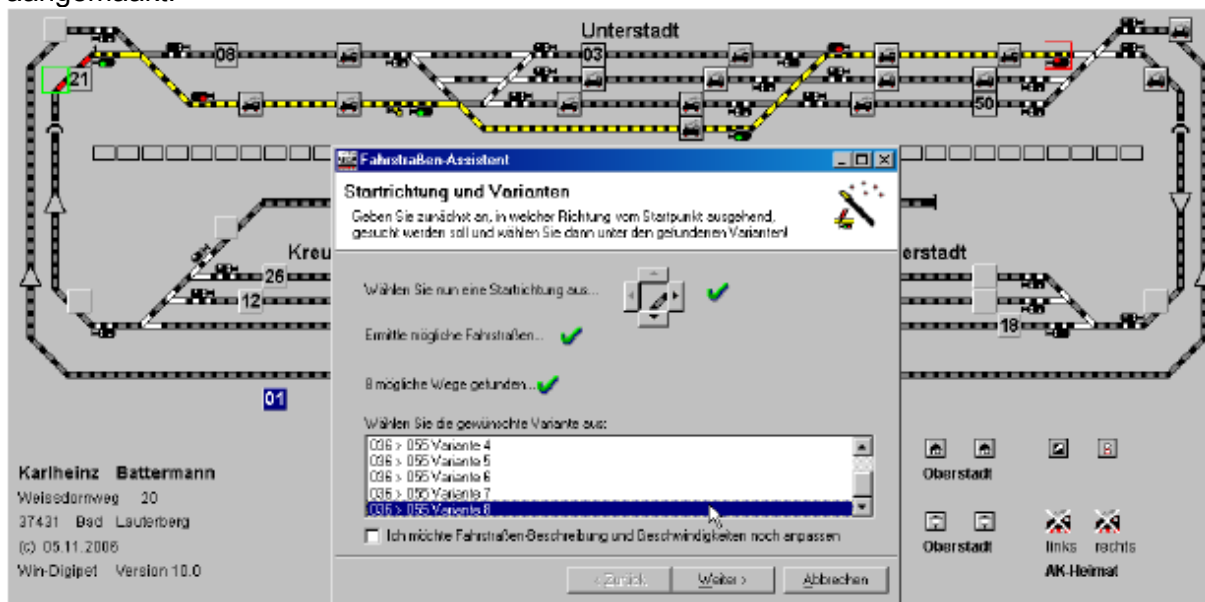 aangemaakt.
Unterstadt
08
03
21
50
Fahrstraßen-Assistent
Startrichtung und Varianten
Geben Sie zunächst an, in welcher Richtung vom Startpunkt ausgehend,
gesucht werden soll und wählen Sie dann unter den gefundenen Varianten!
Kreu
erstadt
26
12
18
01
Wählen Sie nun eine Startrichtung aus...
Ermittle mögliche Fahrstraßen...
8 mögliche Wege gefunden...
Wählen Sie die gewünschte Variante aus:
036 > 055 Variante 4
036 > 055 Variante 5
036 > 055 Variante 6
036 > 055 Variante 7
036 > 055 Variante 8
Ich möchte Fahrstraßen-Beschreibung und Geschwindigkeiten noch anpassen
< Zurück
Weiter >
Abbrechen
Karlheinz Battermann
Weissdornweg 20
37431 Bad Lauterberg
(c) 05.11.2006
Win-Digipet Version 10.0
Oberstadt
Oberstadt
links rechts
AK-Heimat